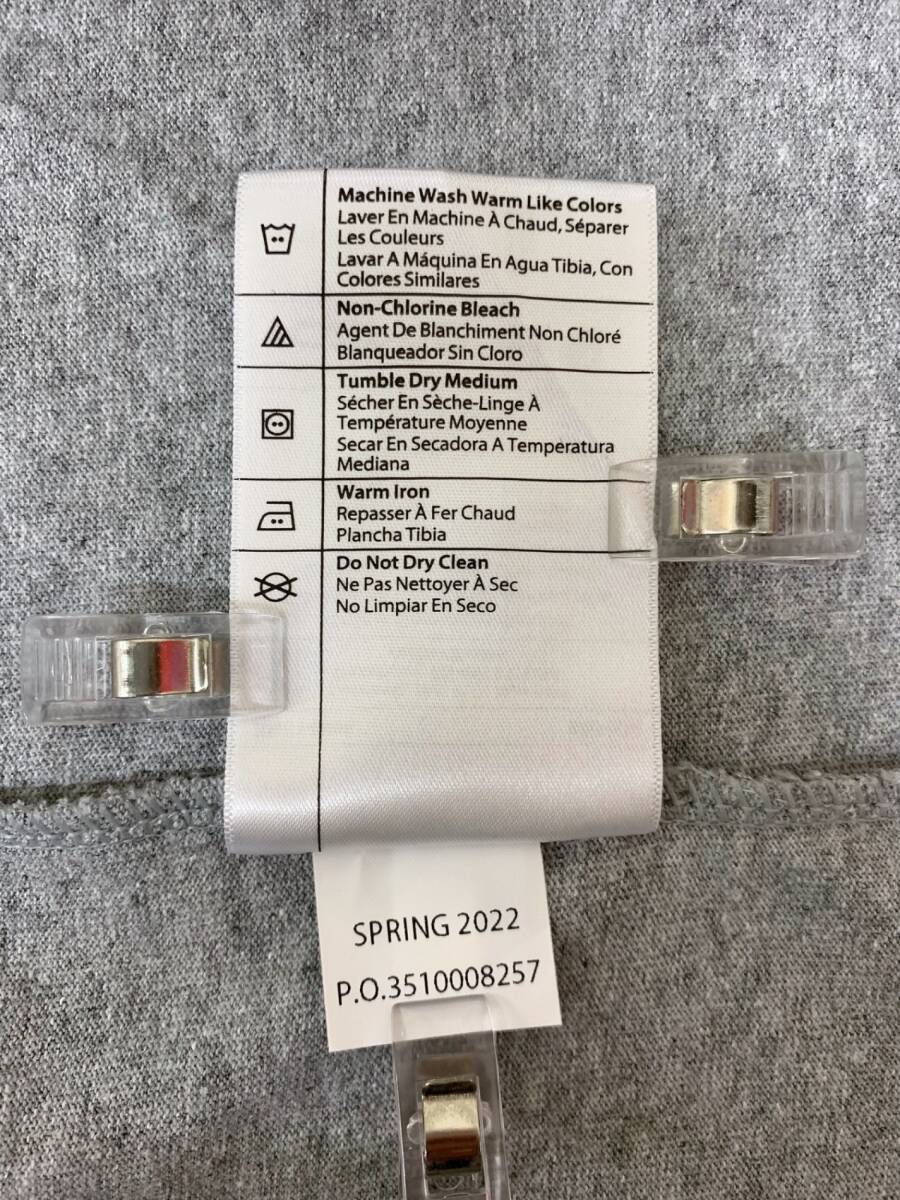 Machine Wash Warm Like Colors
Laver En Machine À Chaud, Séparer
Les Couleurs
Lavar A Máquina En Agua Tibia, Con
Colores Similares
Non-Chlorine Bleach
Agent De Blanchiment Non Chloré
Blanqueador Sin Cloro
Tumble Dry Medium
Sécher En Sèche-Linge À
Température Moyenne
Secar En Secadora A Temperatura
Mediana
Warm Iron
Repasser À Fer Chaud
Plancha Tibia
Do Not Dry Clean
Ne Pas Nettoyer À Sec
No Limpiar En Seco
SPRING 2022
P.O.3510008257